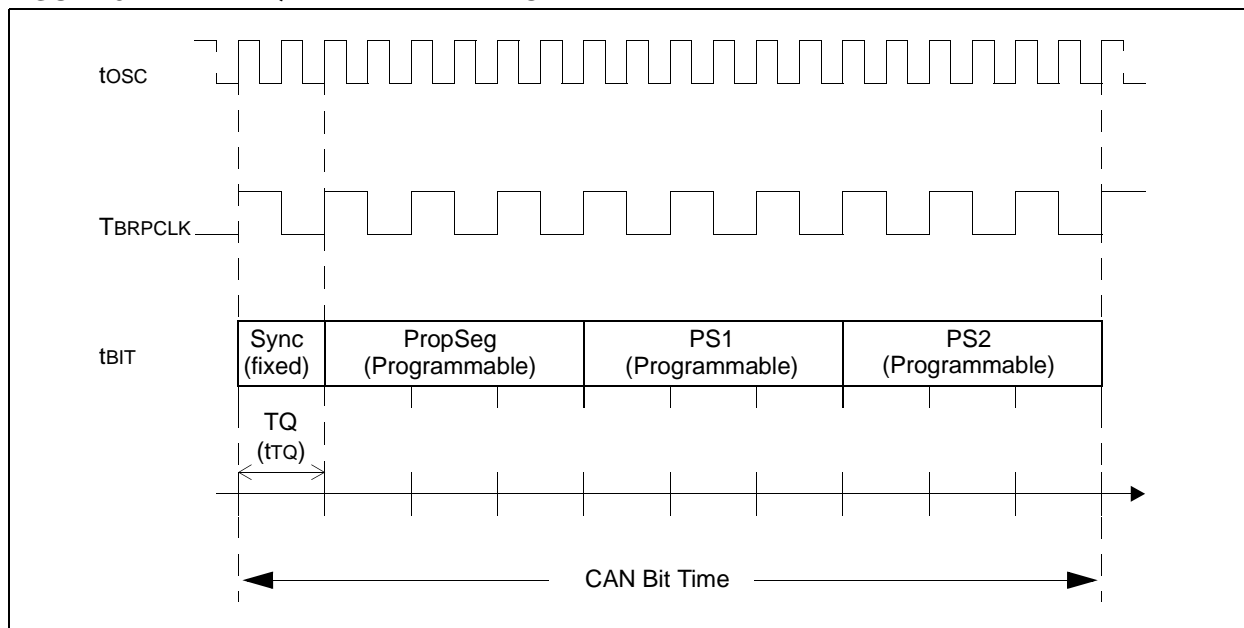 tOSC
TBRPCLK
tBIT
Sync
(fixed)
PropSeg
(Programmable)
PS1
(Programmable)
PS2
(Programmable)
TQ
(tTQ)
CAN Bit Time